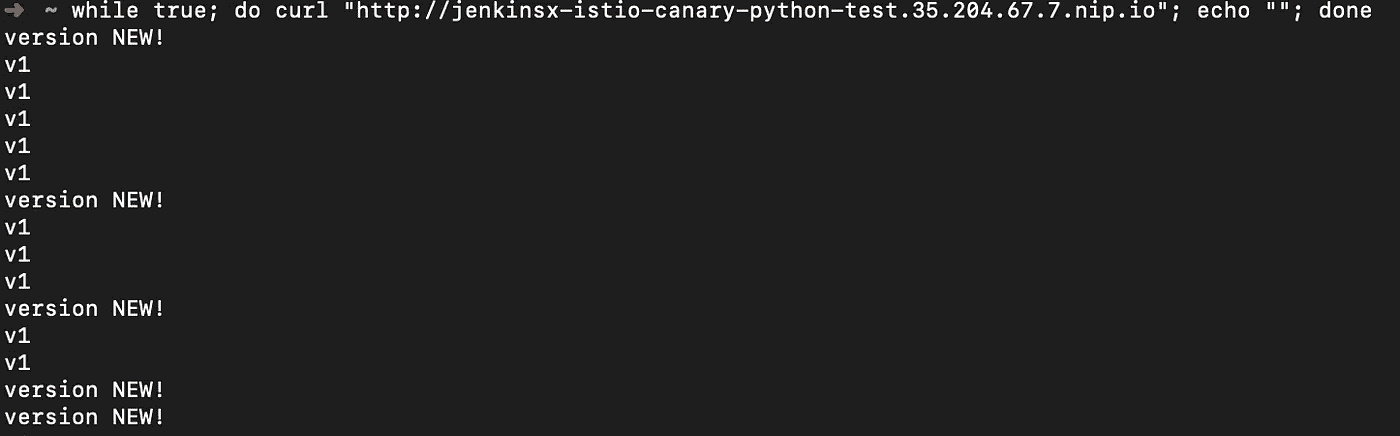 ➜ ~ while true; do curl "http://jenkinsx-istio-canary-python-test.35.204.67.7.nip.io"; echo ""; done
version NEW!
v1
v1
v1
v1
v1
version NEW!
v1
v1
v1
version NEW!
v1
v1
version NEW!
version NEW!